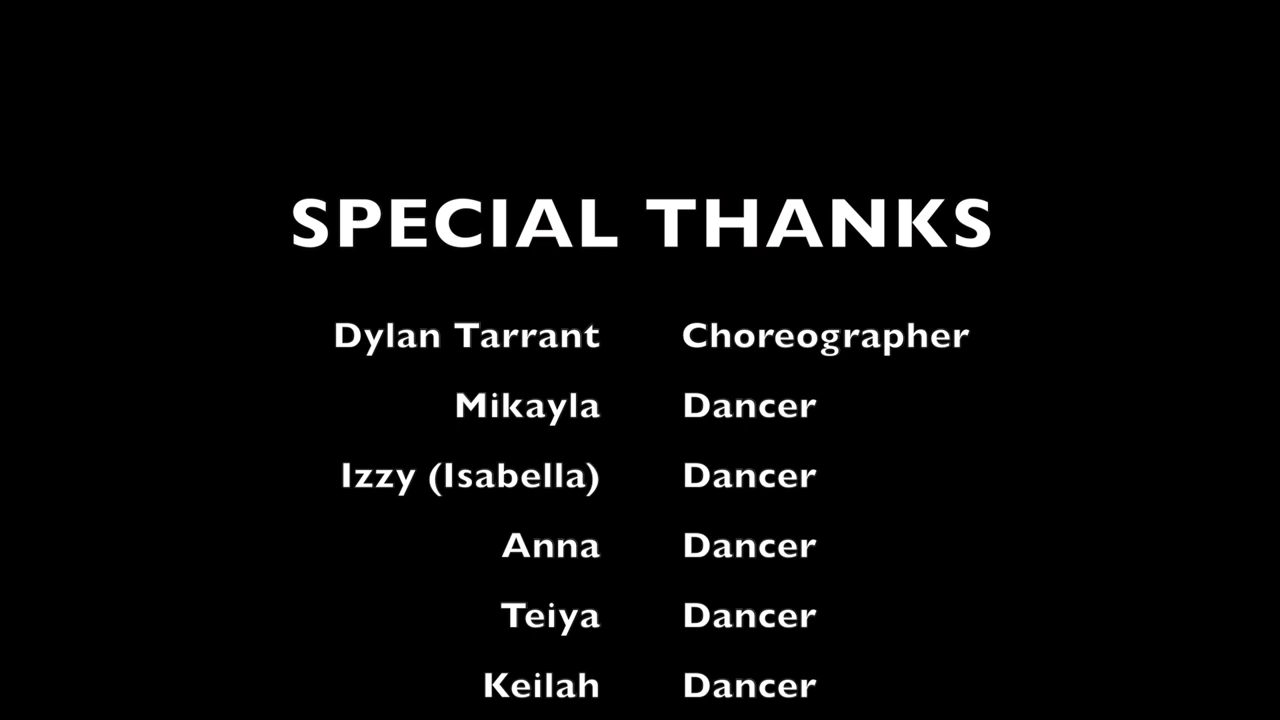 SPECIAL THANKS
Dylan Tarrant Choreographer
Mikayla Dancer
Izzy (Isabella) Dancer
Anna Dancer
Teiya Dancer
Keilah Dancer